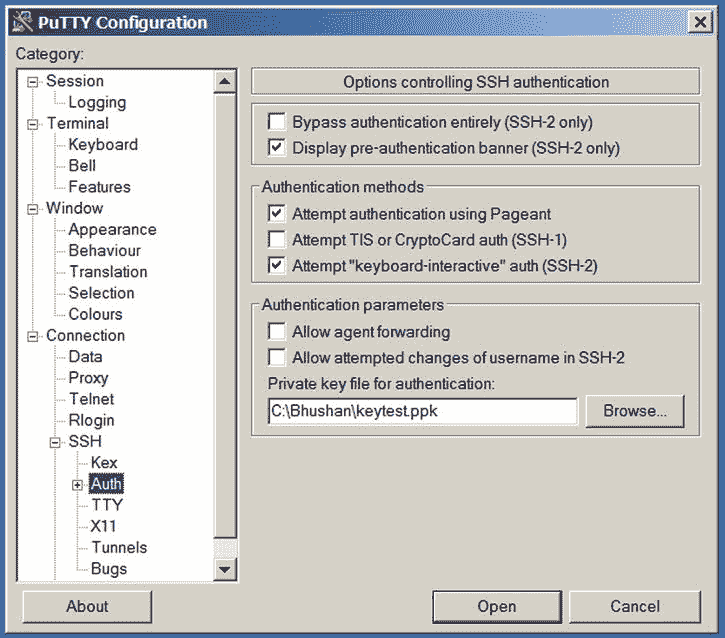 PuTTY Configuration
Category:
Session
Logging
Terminal
Keyboard
Bell
Features
Window
Appearance
Behaviour
Translation
Selection
Colours
Connection
Data
Proxy
Telnet
Rlogin
SSH
Kex
Auth
TTY
X11
Tunnels
Bugs
Options controlling SSH authentication
Bypass authentication entirely (SSH-2 only)
Display pre-authentication banner (SSH-2 only)
Authentication methods
Attempt authentication using Pageant
Attempt TIS or CryptoCard auth (SSH-1)
Attempt "keyboard-interactive" auth (SSH-2)
Authentication parameters
Allow agent forwarding
Allow attempted changes of username in SSH-2
Private key file for authentication:
C:\Bhushan\keytest.ppk
Browse...
About
Open
Cancel